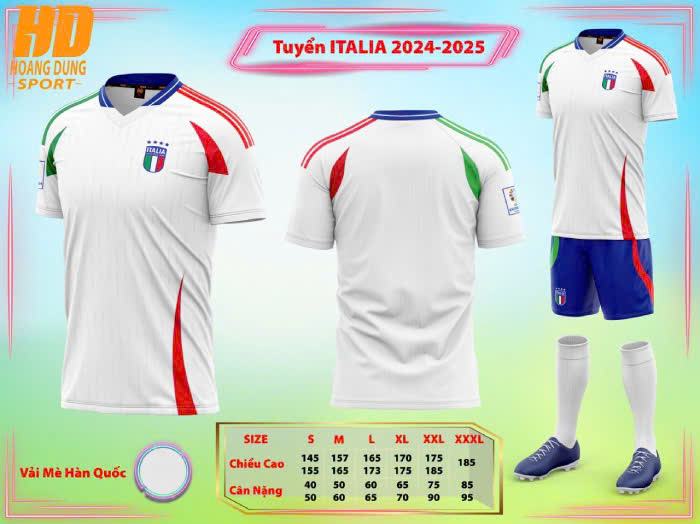 HD
HOANG DUNG
SPORT
Tuyển ITALIA 2024-2025
ITALIA
Vải Mè Hàn Quốc
SIZE S M L XL XXL XXXL
Chiều Cao 145 155 157 165 165 173 170 175 175 185 185
Cân Nặng 40 50 50 60 60 65 65 70 75 90 85 95